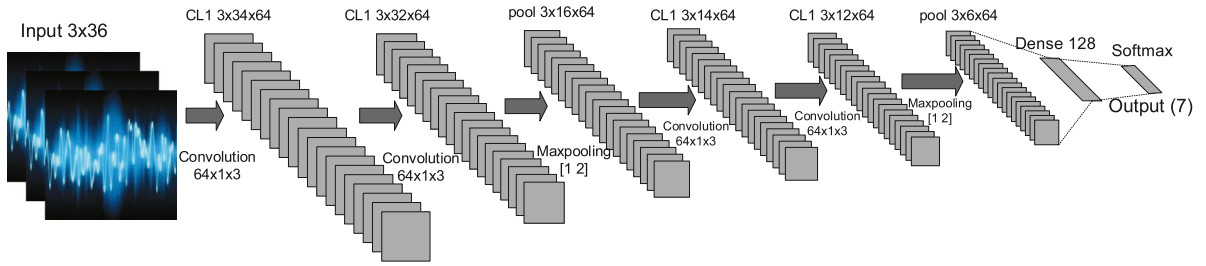 Input 3x36
CL1 3x34x64
CL1 3x32x64
pool 3x16x64
CL1 3x14x64
CL1 3x12x64
pool 3x6x64
Dense 128
Softmax
Output (7)
Convolution
64x1x3
Convolution
64x1x3
Maxpooling
[1 2]
Convolution
64x1x3
Convolution
64x1x3
Maxpooling
[1 2]